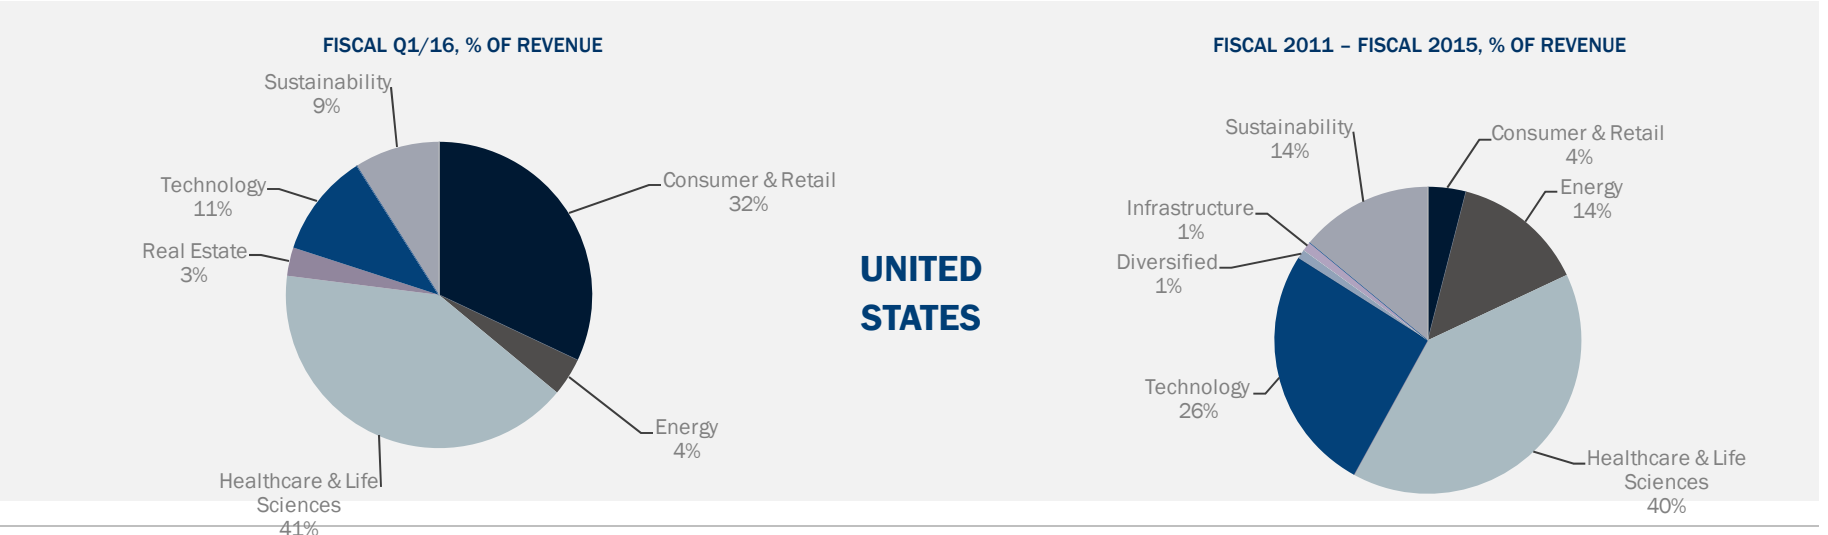 FISCAL Q1/16, % OF REVENUE
Sustainability
9%
Technology
11%
Real Estate
3%
Consumer & Retail
32%
Energy
4%
Healthcare & Life
Sciences
41%
UNITED
STATES
FISCAL 2011 – FISCAL 2015, % OF REVENUE
Sustainability
14%
Infrastructure
1%
Diversified
1%
Technology
26%
Consumer & Retail
4%
Energy
14%
Healthcare & Life
Sciences
40%